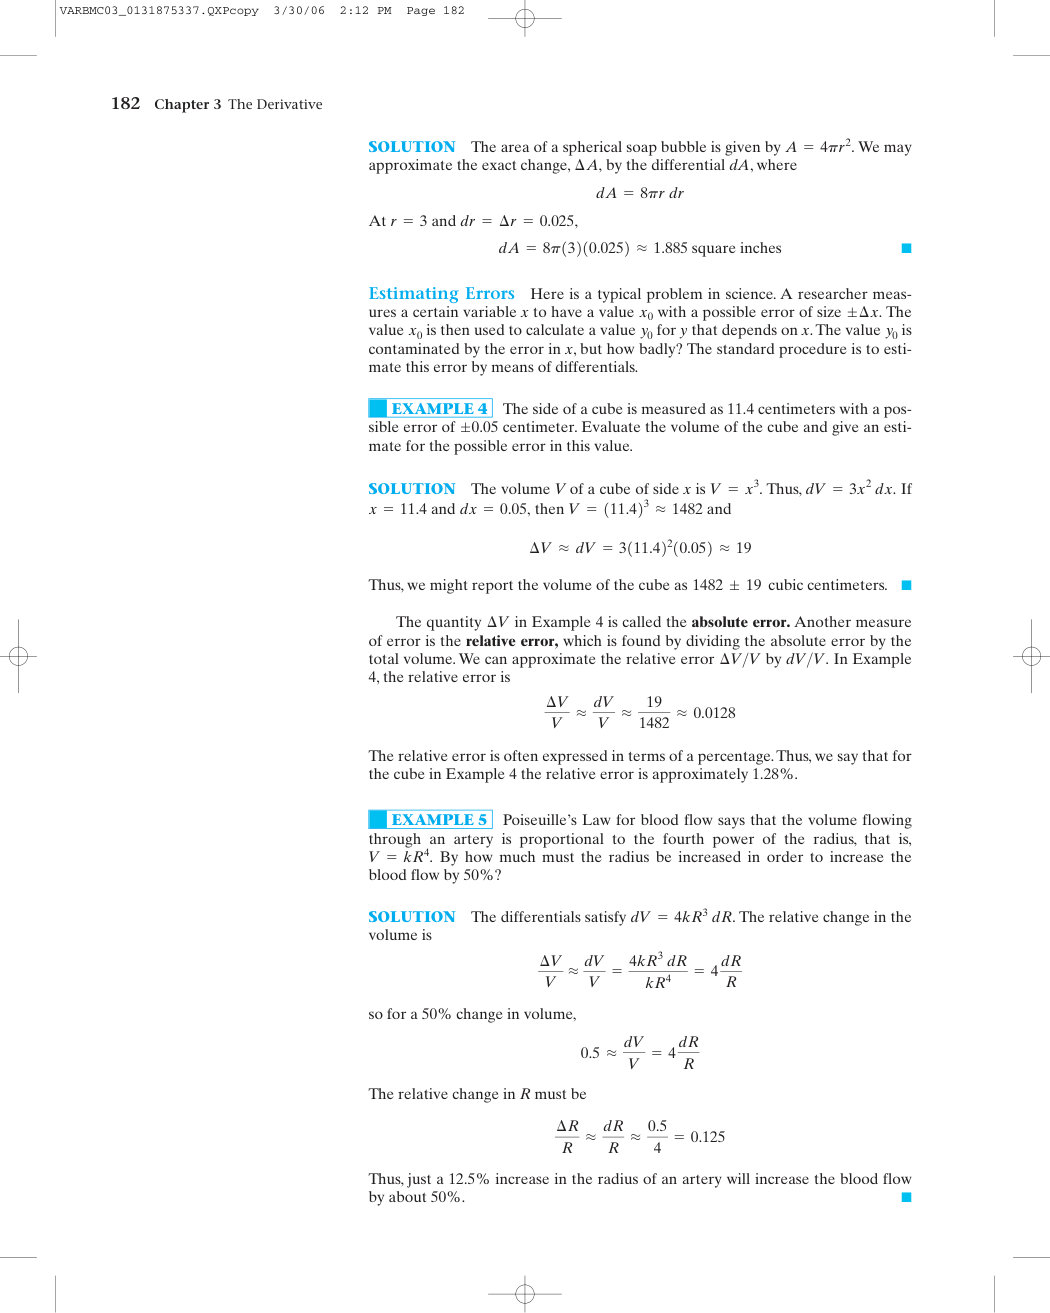 VARBMC03_0131875337.QXPcopy 3/30/06 2:12 PM Page 182
182 Chapter 3 The Derivative
SOLUTION The area of a spherical soap bubble is given by A = 4πr². We may
approximate the exact change, ΔA, by the differential dA, where
dA = 8πr dr
At r = 3 and dr = Δr = 0.025,
dA = 8π(3)(0.025) ≈ 1.885 square inches
Estimating Errors Here is a typical problem in science. A researcher meas-
ures a certain variable x to have a value x₀ with a possible error of size ±Δx. The
value x₀ is then used to calculate a value y₀ for y that depends on x. The value y₀ is
contaminated by the error in x, but how badly? The standard procedure is to esti-
mate this error by means of differentials.
EXAMPLE 4 The side of a cube is measured as 11.4 centimeters with a pos-
sible error of ±0.05 centimeter. Evaluate the volume of the cube and give an esti-
mate for the possible error in this value.
SOLUTION The volume V of a cube of side x is V = x³. Thus, dV = 3x² dx. If
x = 11.4 and dx = 0.05, then V = (11.4)³ ≈ 1482 and
ΔV ≈ dV = 3(11.4)²(0.05) ≈ 19
Thus, we might report the volume of the cube as 1482 ± 19 cubic centimeters.
The quantity ΔV in Example 4 is called the absolute error. Another measure
of error is the relative error, which is found by dividing the absolute error by the
total volume. We can approximate the relative error ΔV/V by dV/V. In Example
4, the relative error is
ΔV/V ≈ dV/V ≈ 19/1482 ≈ 0.0128
The relative error is often expressed in terms of a percentage. Thus, we say that for
the cube in Example 4 the relative error is approximately 1.28%.
EXAMPLE 5 Poiseuille's Law for blood flow says that the volume flowing
through an artery is proportional to the fourth power of the radius, that is,
V = kR⁴. By how much must the radius be increased in order to increase the
blood flow by 50%?
SOLUTION The differentials satisfy dV = 4kR³ dR. The relative change in the
volume is
ΔV/V ≈ dV/V = 4kR³ dR/kR⁴ = 4 dR/R
so for a 50% change in volume,
0.5 ≈ dV/V = 4 dR/R
The relative change in R must be
ΔR/R ≈ dR/R ≈ 0.5/4 = 0.125
Thus, just a 12.5% increase in the radius of an artery will increase the blood flow
by about 50%.